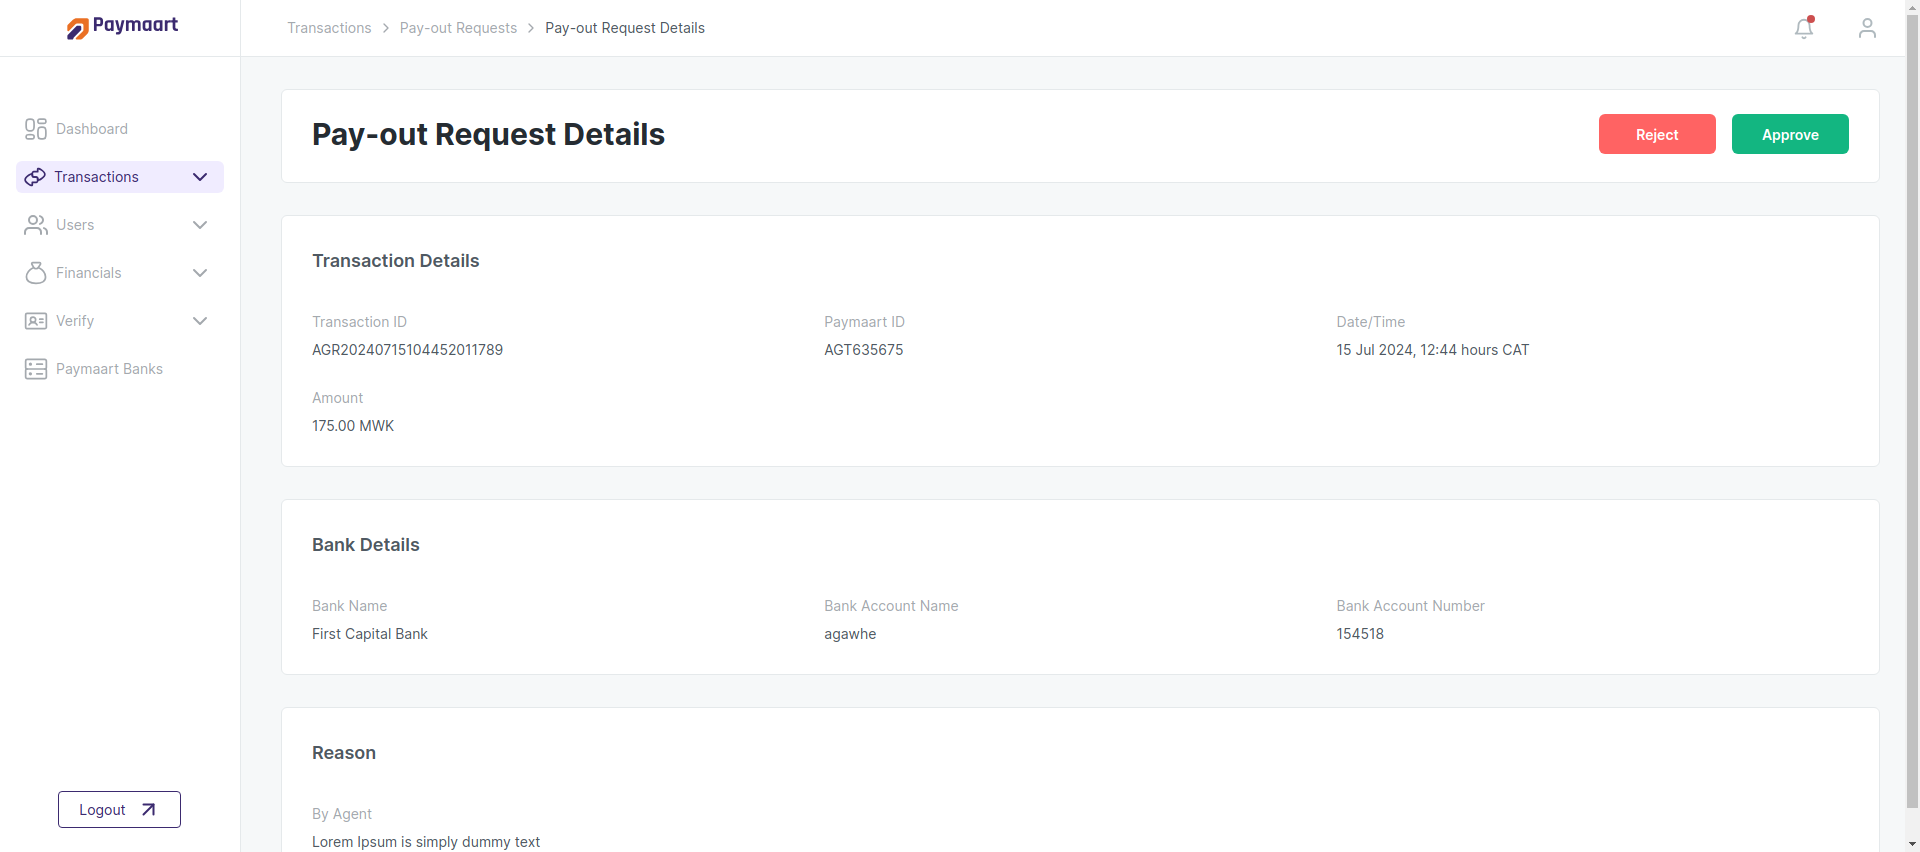 Paymaart
Transactions > Pay-out Requests > Pay-out Request Details
Dashboard
Transactions
Users
Financials
Verify
Paymaart Banks
Logout
Pay-out Request Details
Reject
Approve
Transaction Details
Transaction ID
AGR20240715104452011789
Paymaart ID
AGT635675
Date/Time
15 Jul 2024, 12:44 hours CAT
Amount
175.00 MWK
Bank Details
Bank Name
First Capital Bank
Bank Account Name
agawhe
Bank Account Number
154518
Reason
By Agent
Lorem Ipsum is simply dummy text